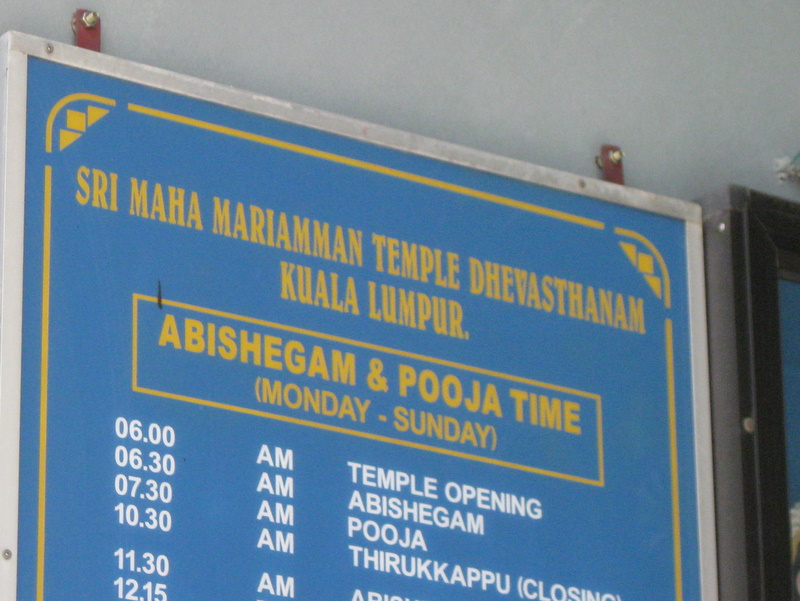 SRI MAHA MARIAMMAN TEMPLE DHEVASTHANAM
KUALA LUMPUR.
ABISHEGAM & POOJA TIME
(MONDAY - SUNDAY)
06.00 AM TEMPLE OPENING
06.30 AM ABISHEGAM
07.30 AM POOJA
10.30 AM THIRUKKAPPU (CLOSING)
11.30 AM
12.15